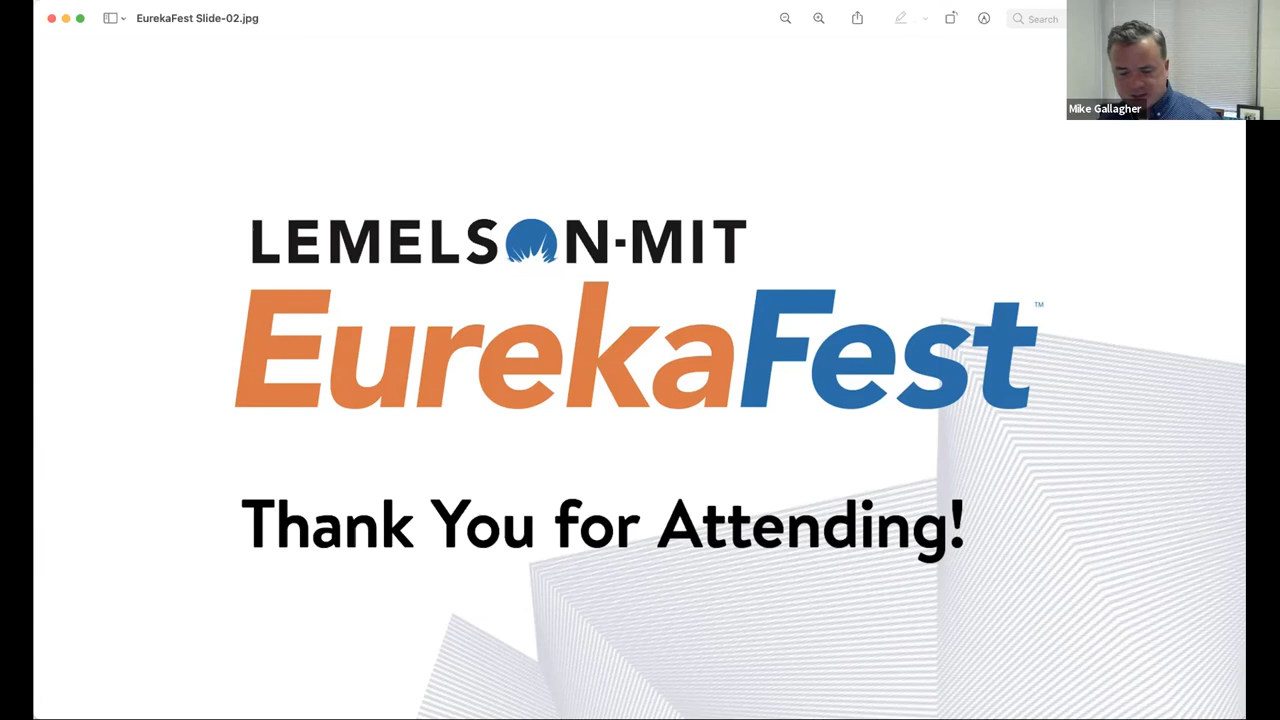 EurekaFest Slide-02.jpg
Search
Mike Gallagher
LEMELSON-MIT
EurekaFest™
Thank You for Attending!